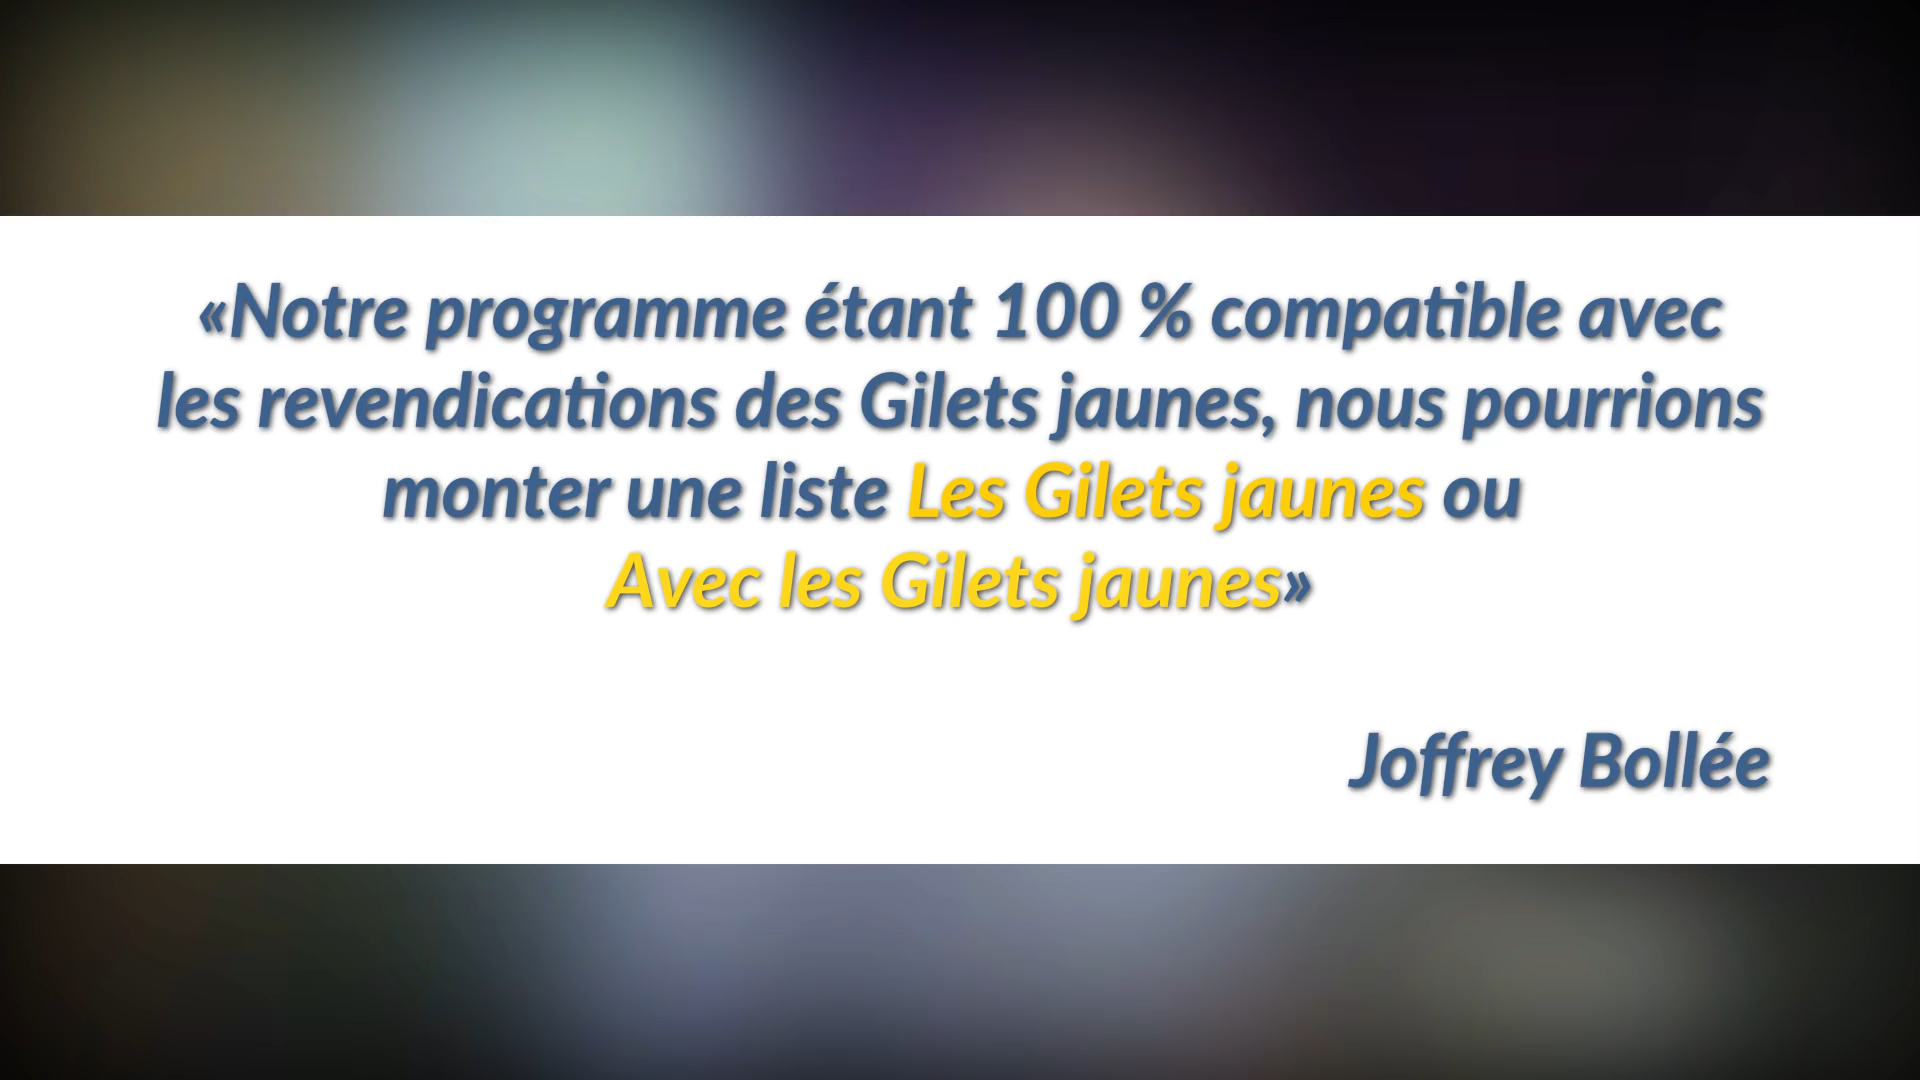 «Notre programme étant 100 % compatible avec
les revendications des Gilets jaunes, nous pourrions
monter une liste Les Gilets jaunes ou
Avec les Gilets jaunes»
Joffrey Bollée